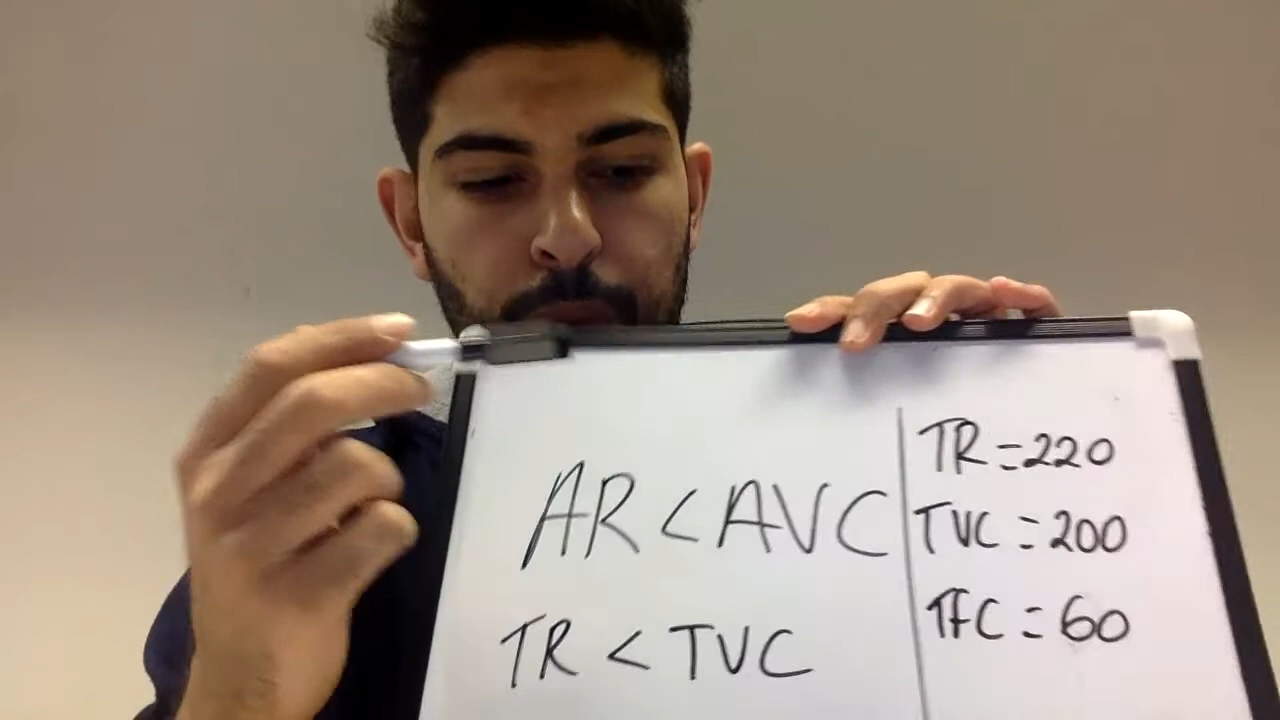 AR < AVC
TR < TVC
TR = 220
TVC = 200
TFC = 60